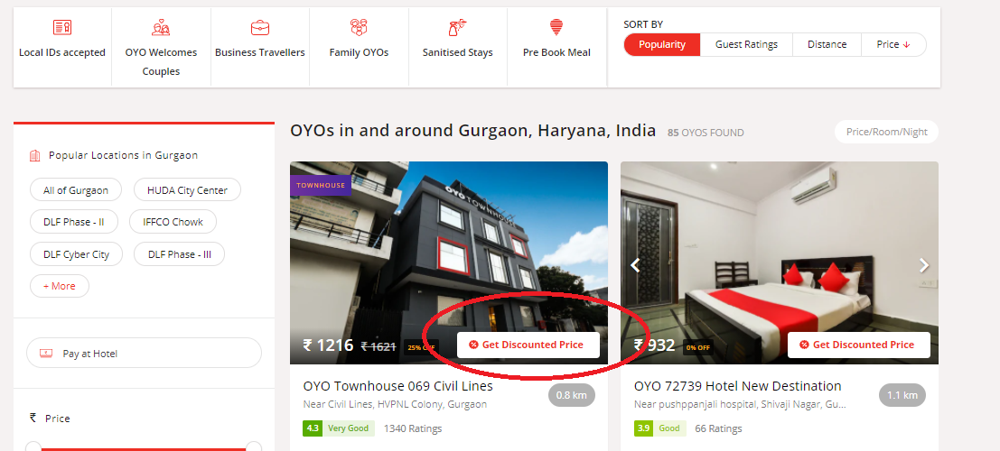 Local IDs accepted
OYO Welcomes
Couples
Business Travellers
Family OYOs
Sanitised Stays
Pre Book Meal
SORT BY
Popularity
Guest Ratings
Distance
Price ↓
Popular Locations in Gurgaon
All of Gurgaon
HUDA City Center
DLF Phase - II
IFFCO Chowk
DLF Cyber City
DLF Phase - III
+ More
Pay at Hotel
₹ Price
OYOs in and around Gurgaon, Haryana, India
85 OYOS FOUND
Price/Room/Night
TOWNHOUSE
OYO TOWNHOUSE
₹ 1216 ₹ 1621 25% OFF
Get Discounted Price
OYO Townhouse 069 Civil Lines
Near Civil Lines, HVPNL Colony, Gurgaon
0.8 km
4.3 Very Good 1340 Ratings
₹ 932 0% OFF
Get Discounted Price
OYO 72739 Hotel New Destination
Near pushppanjali hospital, Shivaji Nagar, Gu...
1.1 km
3.9 Good 66 Ratings